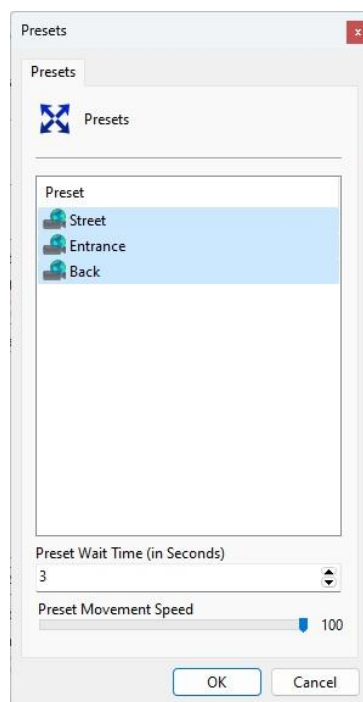 Presets
x
Presets
Presets
Preset
Street
Entrance
Back
Preset Wait Time (in Seconds)
3
Preset Movement Speed
100
OK Cancel